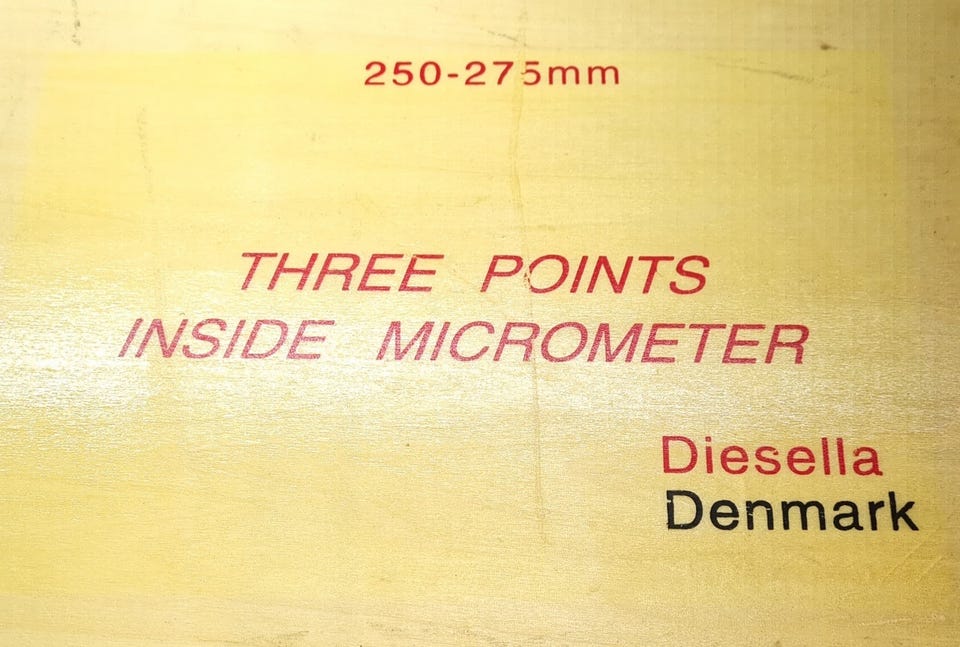 250-275mm
THREE POINTS
INSIDE MICROMETER
Diesella
Denmark